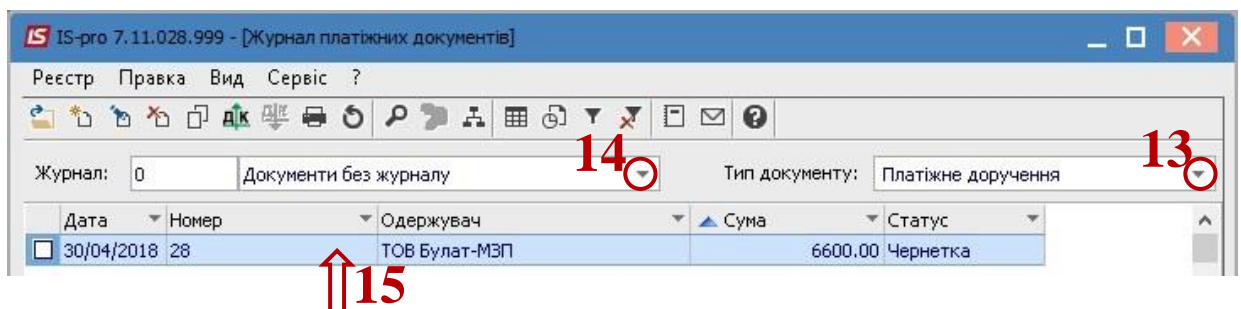 IS IS-pro 7.11.028.999 - [Журнал платіжних документів]
Реєстр Правка Вид Сервіс ?
ДК ДК
Журнал: 0 Документи без журналу 14 Тип документу: Платіжне доручення 13
Дата Номер Одержувач Сума Статус
30/04/2018 28 ТОВ Булат-МЗП 6600.00 Чернетка
15